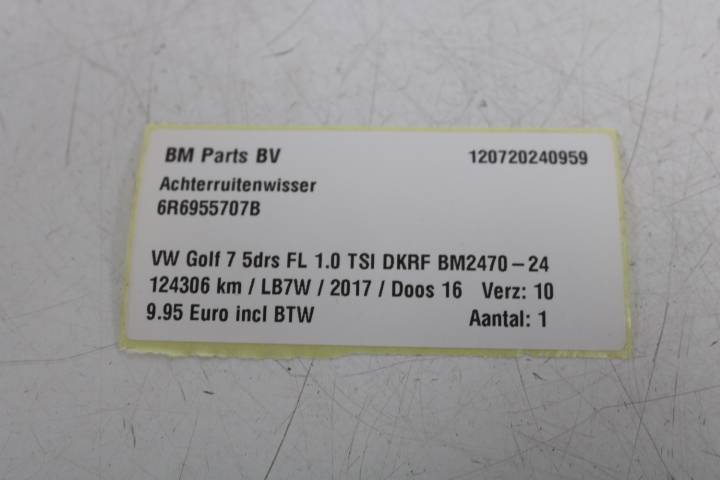 BM Parts BV 120720240959
Achterruitenwisser
6R6955707B
VW Golf 7 5drs FL 1.0 TSI DKRF BM2470-24
124306 km / LB7W / 2017 / Doos 16 Verz: 10
9.95 Euro incl BTW Aantal: 1